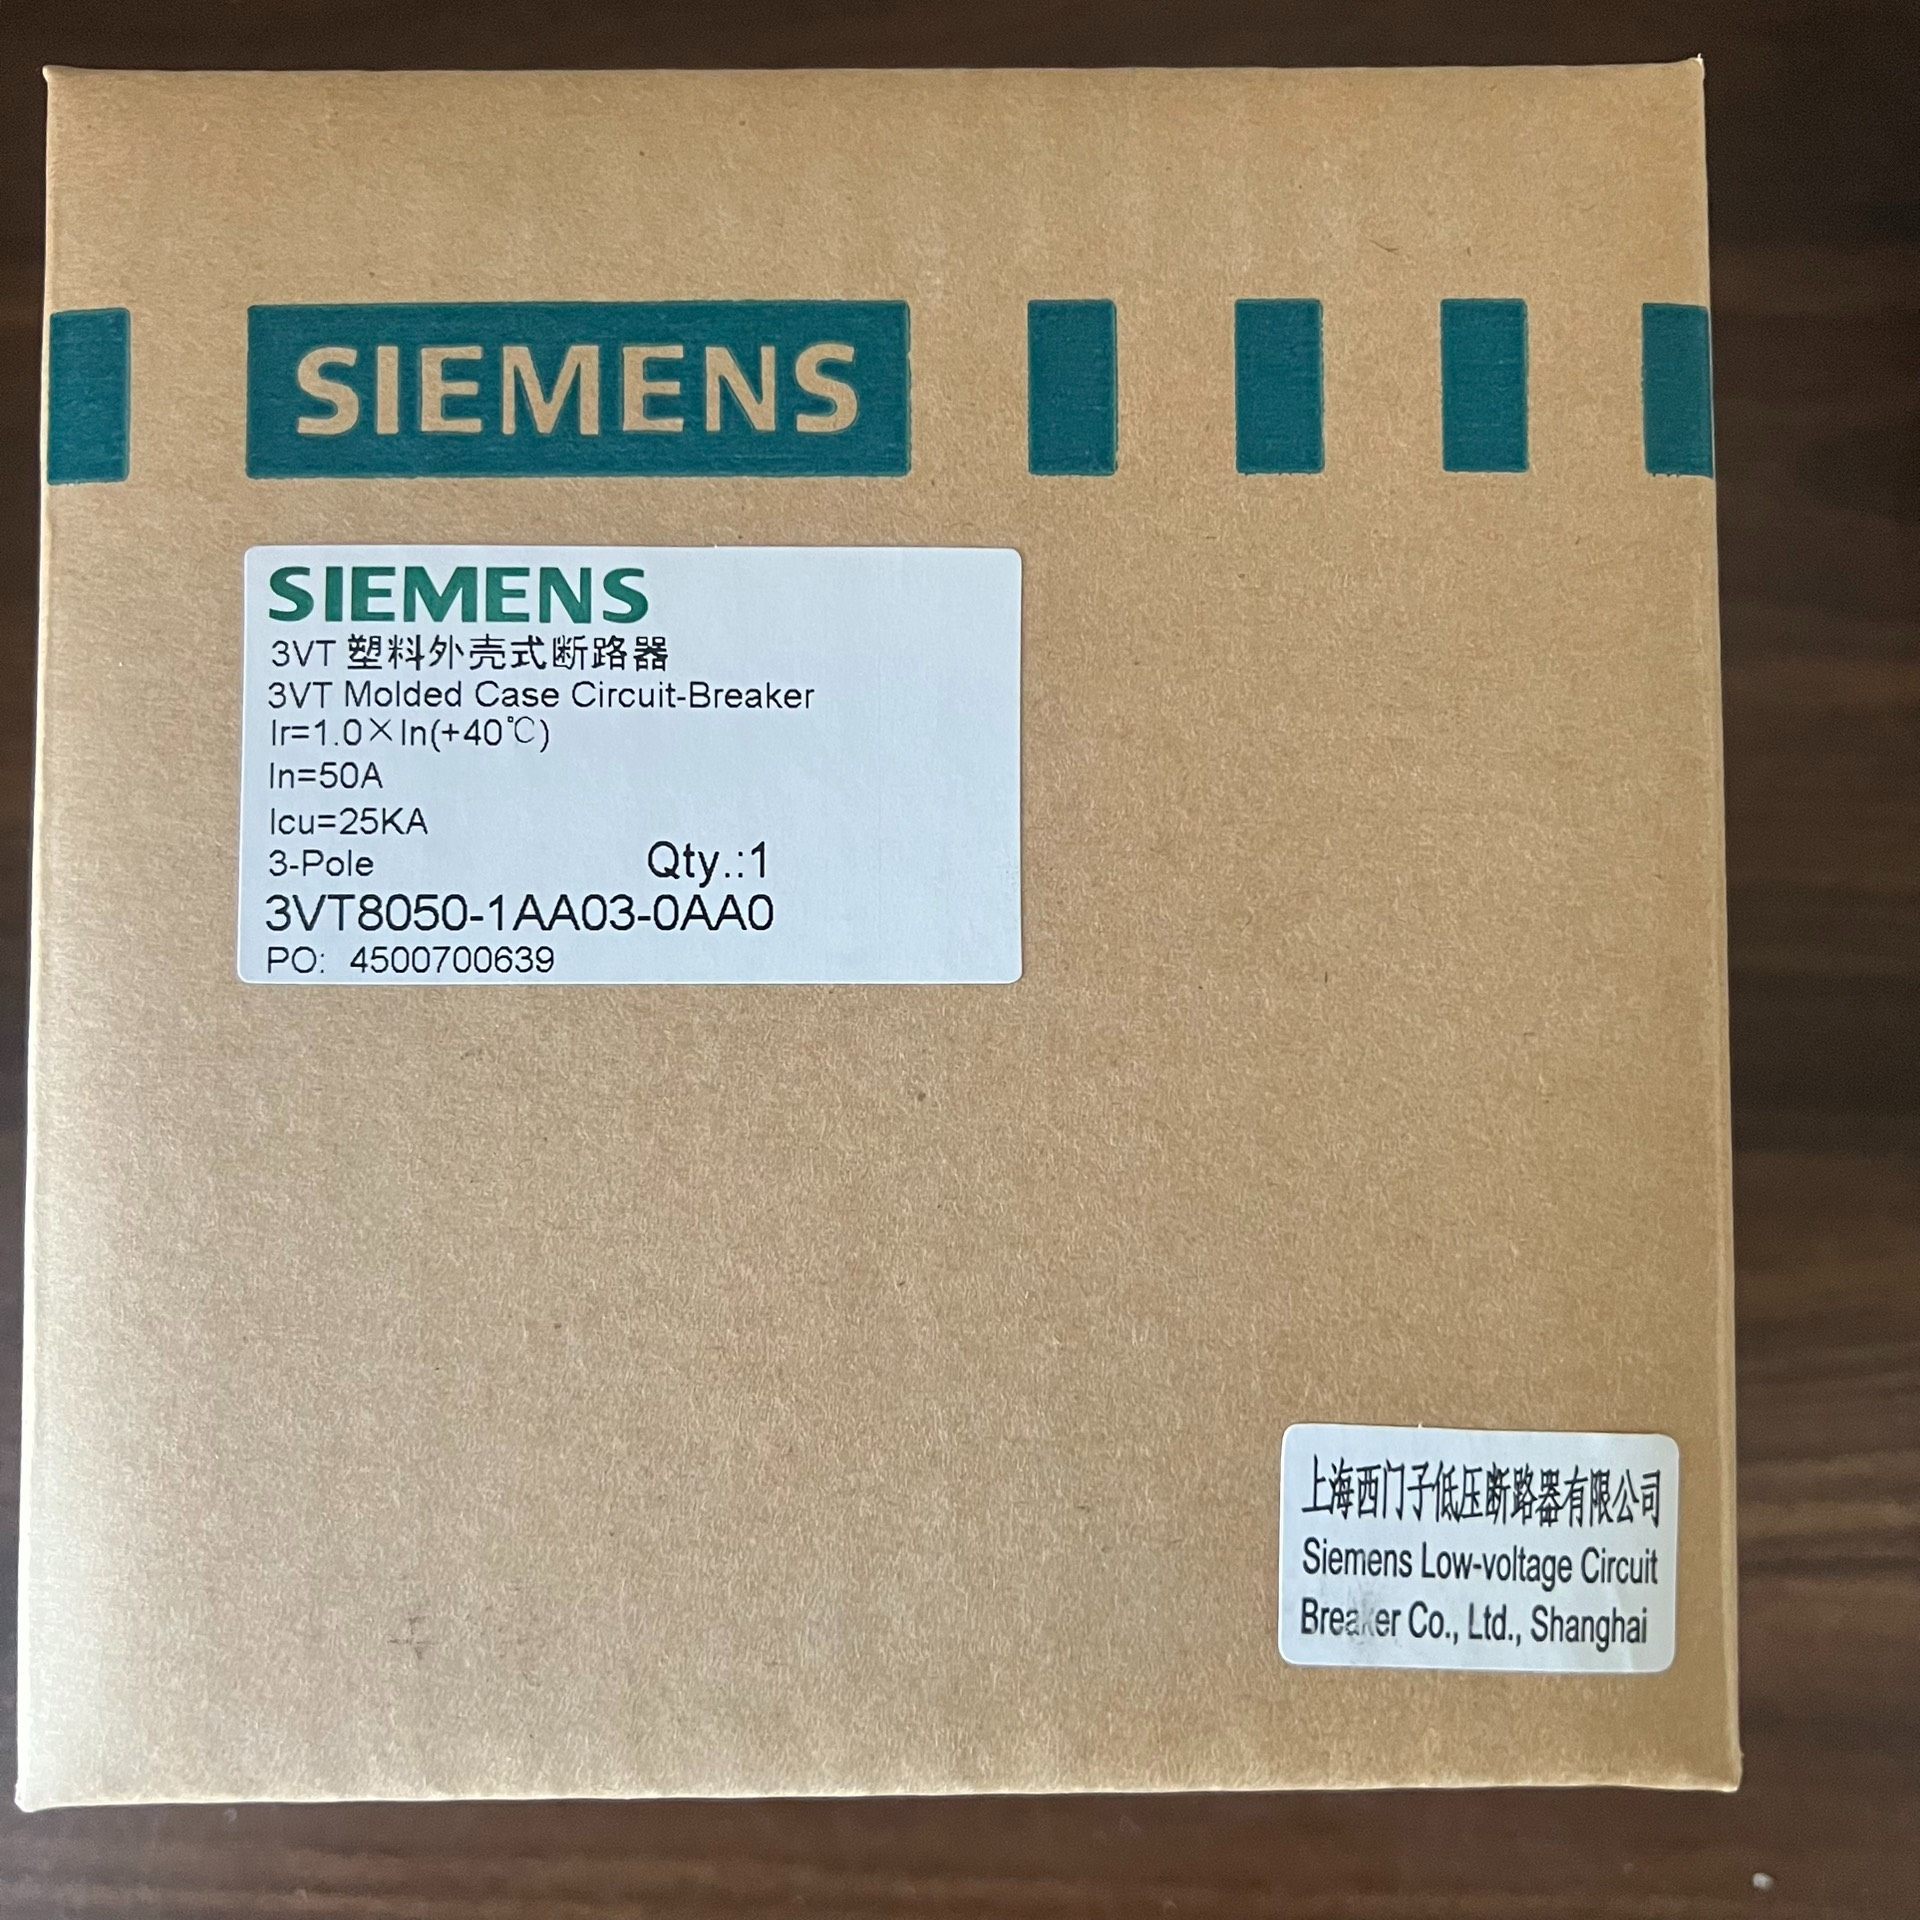 SIEMENS
SIEMENS
3VT 塑料外壳式断路器
3VT Molded Case Circuit-Breaker
Ir=1.0×In(+40℃)
In=50A
Icu=25KA
3-Pole Qty.:1
3VT8050-1AA03-0AA0
PO: 4500700639
上海西门子低压断路器有限公司
Siemens Low-voltage Circuit
Breaker Co., Ltd., Shanghai